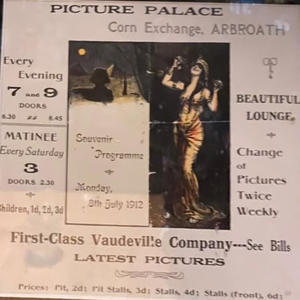 PICTURE PALACE
Corn Exchange, ARBROATH
Every
Evening
7 and 9
DOORS
6.30 ,, 8.45
MATINEE
Every Saturday
3
DOORS 2.30
Children, 1d, 2d, 3d
Souvenir
Programme
Monday,
8th July 1912
BEAUTIFUL
LOUNGE.
Change
of
Pictures
Twice
Weekly
First-Class Vaudeville Company---See Bills
LATEST PICTURES
Prices: Pit, 2d; Pit Stalls, 3d; Stalls, 4d; Stalls (Front), 6d;